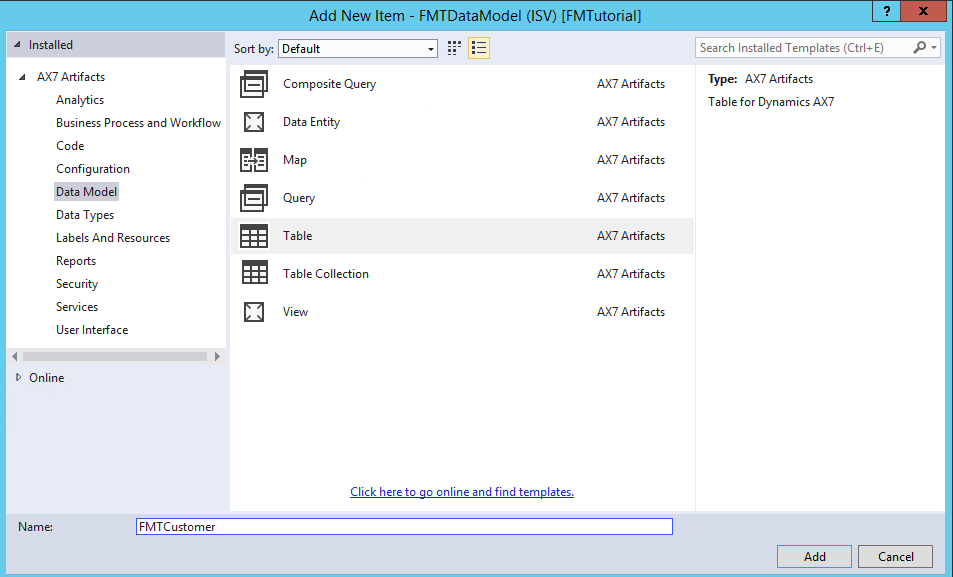 Add New Item - FMTDataModel (ISV) [FMTutorial]
? X
Installed
Sort by: Default
Search Installed Templates (Ctrl+E)
AX7 Artifacts
Analytics
Business Process and Workflow
Code
Configuration
Data Model
Data Types
Labels And Resources
Reports
Security
Services
User Interface
Online
Composite Query AX7 Artifacts
Data Entity AX7 Artifacts
Map AX7 Artifacts
Query AX7 Artifacts
Table AX7 Artifacts
Table Collection AX7 Artifacts
View AX7 Artifacts
Click here to go online and find templates.
Type: AX7 Artifacts
Table for Dynamics AX7
Name: FMTCustomer
Add Cancel